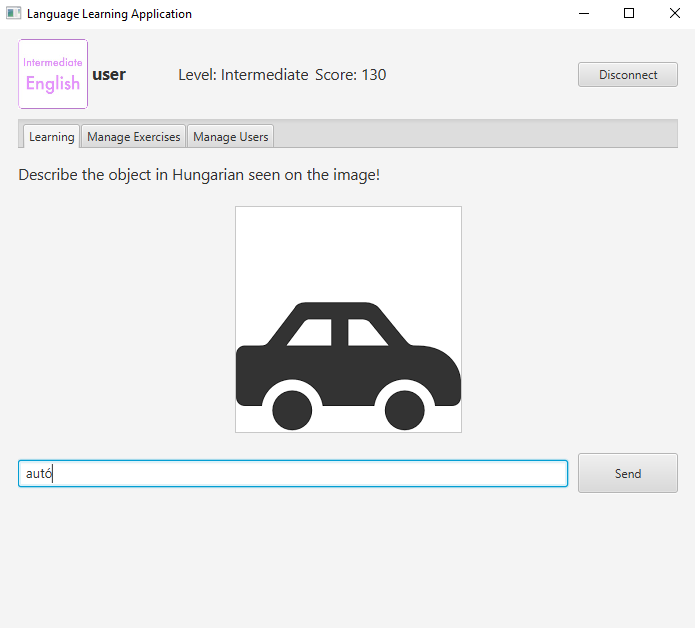 Language Learning Application
Intermediate
English
user
Level: Intermediate Score: 130
Disconnect
Learning Manage Exercises Manage Users
Describe the object in Hungarian seen on the image!
autó
Send